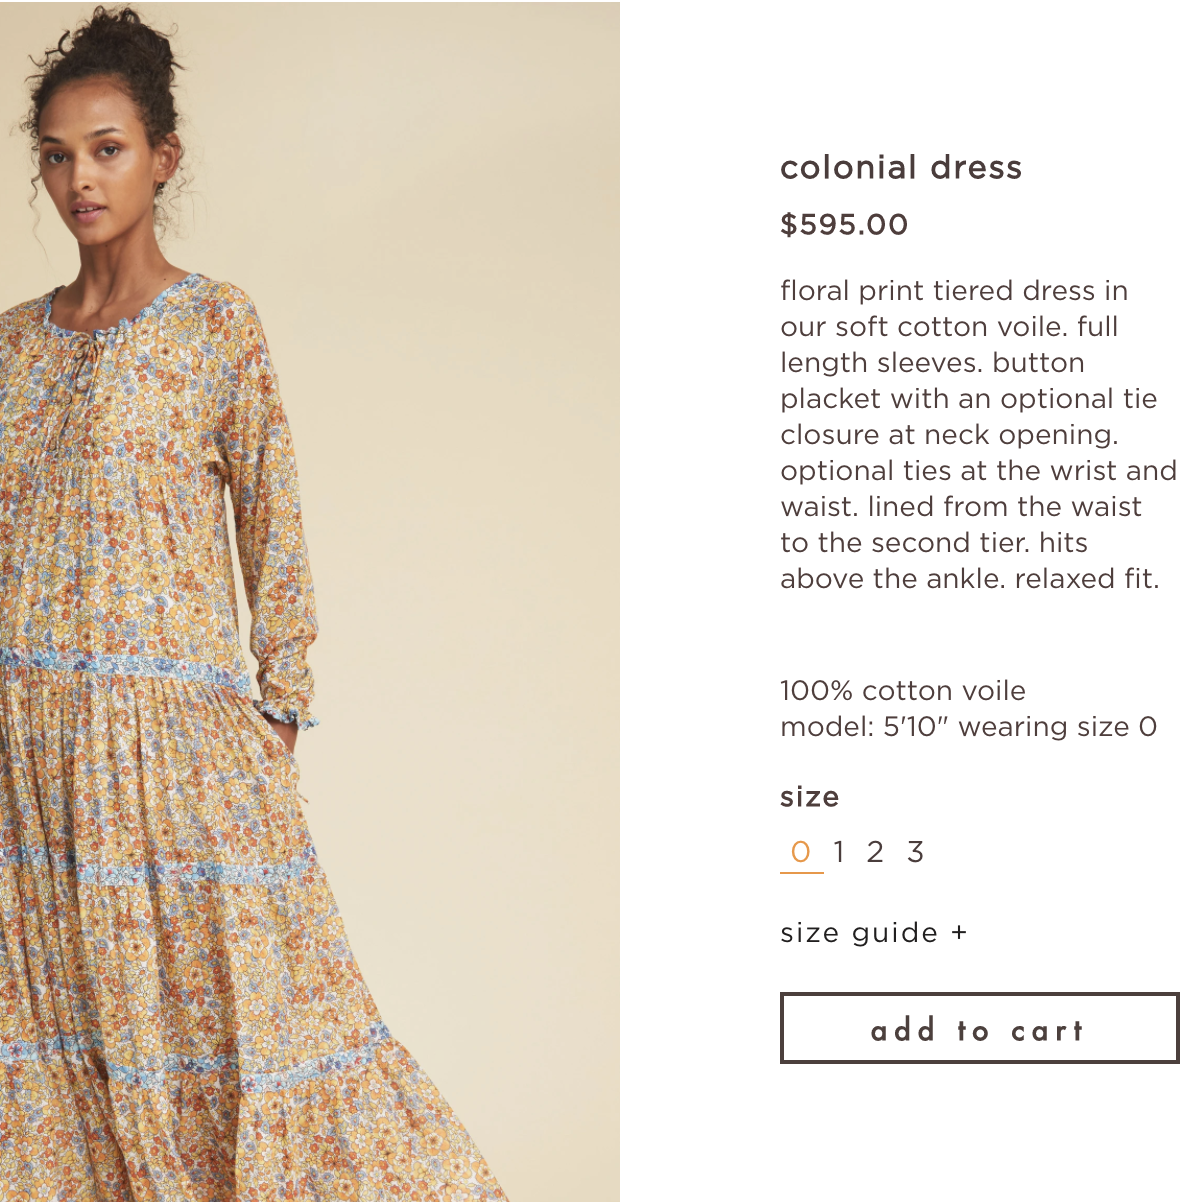 colonial dress
$595.00
floral print tiered dress in
our soft cotton voile. full
length sleeves. button
placket with an optional tie
closure at neck opening.
optional ties at the wrist and
waist. lined from the waist
to the second tier. hits
above the ankle. relaxed fit.
100% cotton voile
model: 5'10" wearing size 0
size
0 1 2 3
size guide +
add to cart